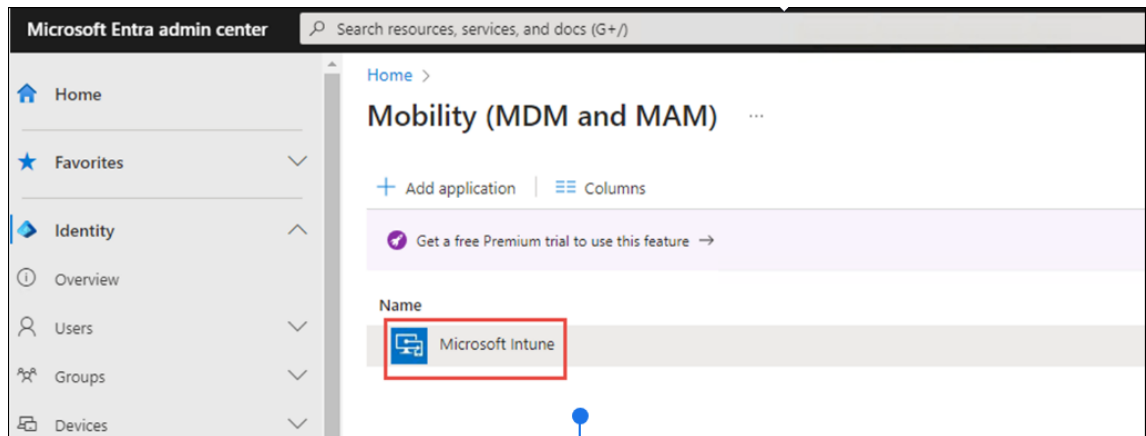 Microsoft Entra admin center
Search resources, services, and docs (G+/)
Home
Favorites
Identity
Overview
Users
Groups
Devices
Home >
Mobility (MDM and MAM) ...
+ Add application
Columns
Get a free Premium trial to use this feature →
Name
Microsoft Intune